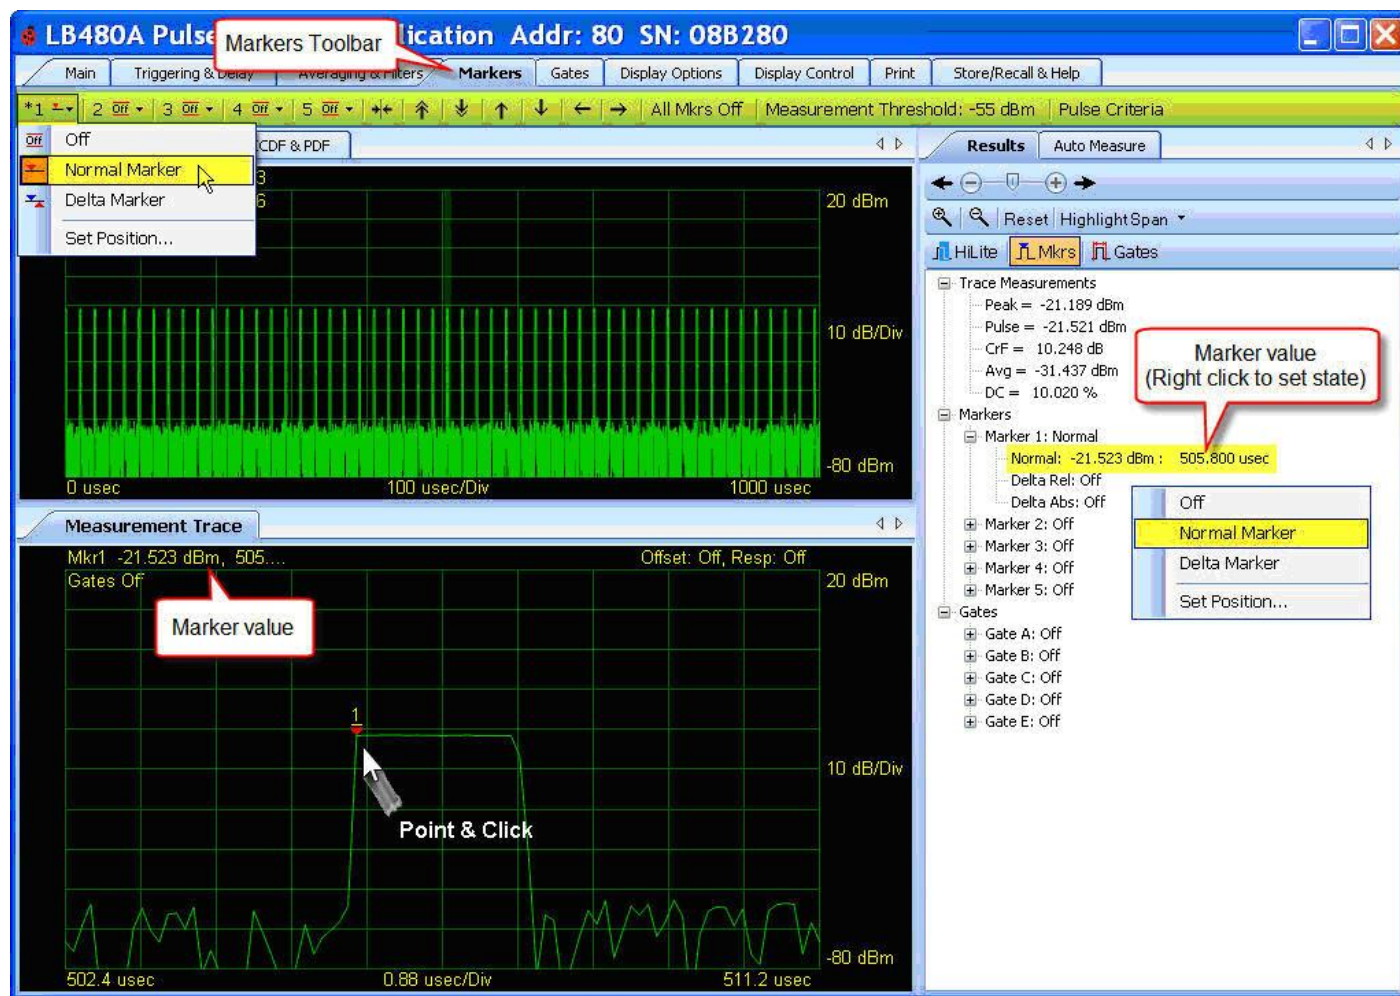 LB480A Pulse lication Addr: 80 SN: 08B280
Markers Toolbar
Main Triggering & Delay Averaging & Filters Markers Gates Display Options Display Control Print Store/Recall & Help
*1 2 Off 3 Off 4 Off 5 Off All Mkrs Off Measurement Threshold: -55 dBm Pulse Criteria
Off Off
Normal Marker
Delta Marker
Set Position...
CDF & PDF
3
6
20 dBm
10 dB/Div
-80 dBm
0 usec 100 usec/Div 1000 usec
Measurement Trace
Mkr1 -21.523 dBm, 505.... Offset: Off, Resp: Off
Gates Off
20 dBm
Marker value
1
10 dB/Div
Point & Click
-80 dBm
502.4 usec 0.88 usec/Div 511.2 usec
Results Auto Measure
Reset Highlight Span
HiLite Mkrs Gates
Trace Measurements
Peak = -21.189 dBm
Pulse = -21.521 dBm
CrF = 10.248 dB
Avg = -31.437 dBm
DC = 10.020 %
Marker value
(Right click to set state)
Markers
Marker 1: Normal
Normal: -21.523 dBm : 505.800 usec
Delta Rel: Off
Delta Abs: Off
Marker 2: Off
Marker 3: Off
Marker 4: Off
Marker 5: Off
Off
Normal Marker
Delta Marker
Set Position...
Gates
Gate A: Off
Gate B: Off
Gate C: Off
Gate D: Off
Gate E: Off